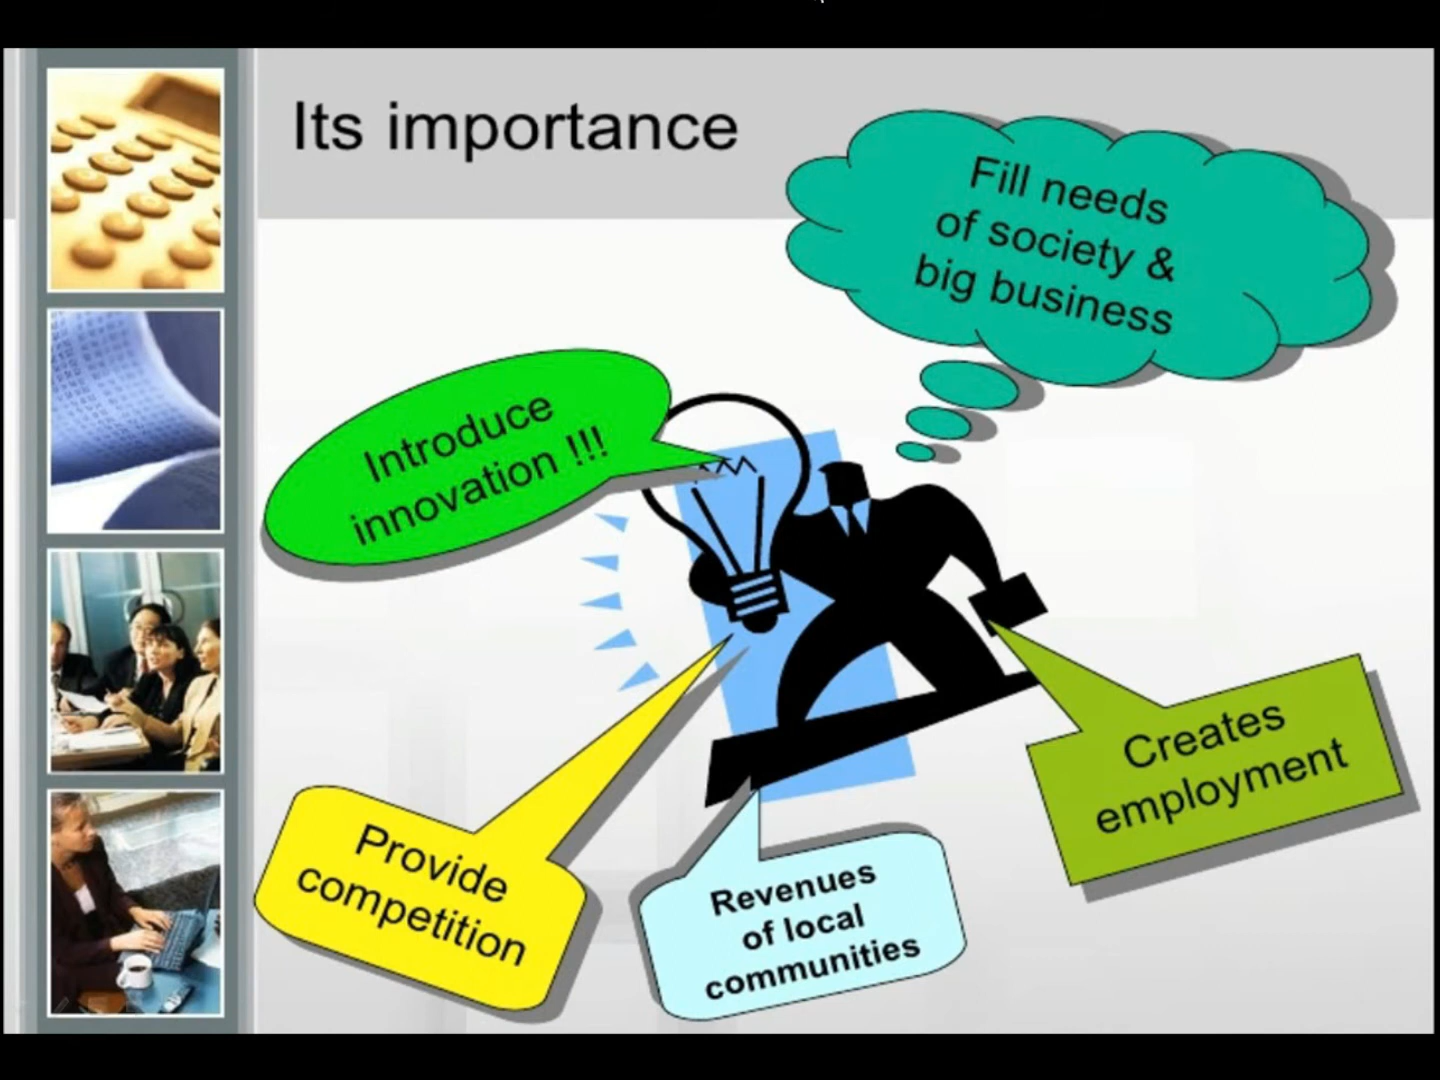 Its importance
Fill needs
of society &
big business
Introduce
innovation !!!
Creates
employment
Provide
competition
Revenues
of local
communities